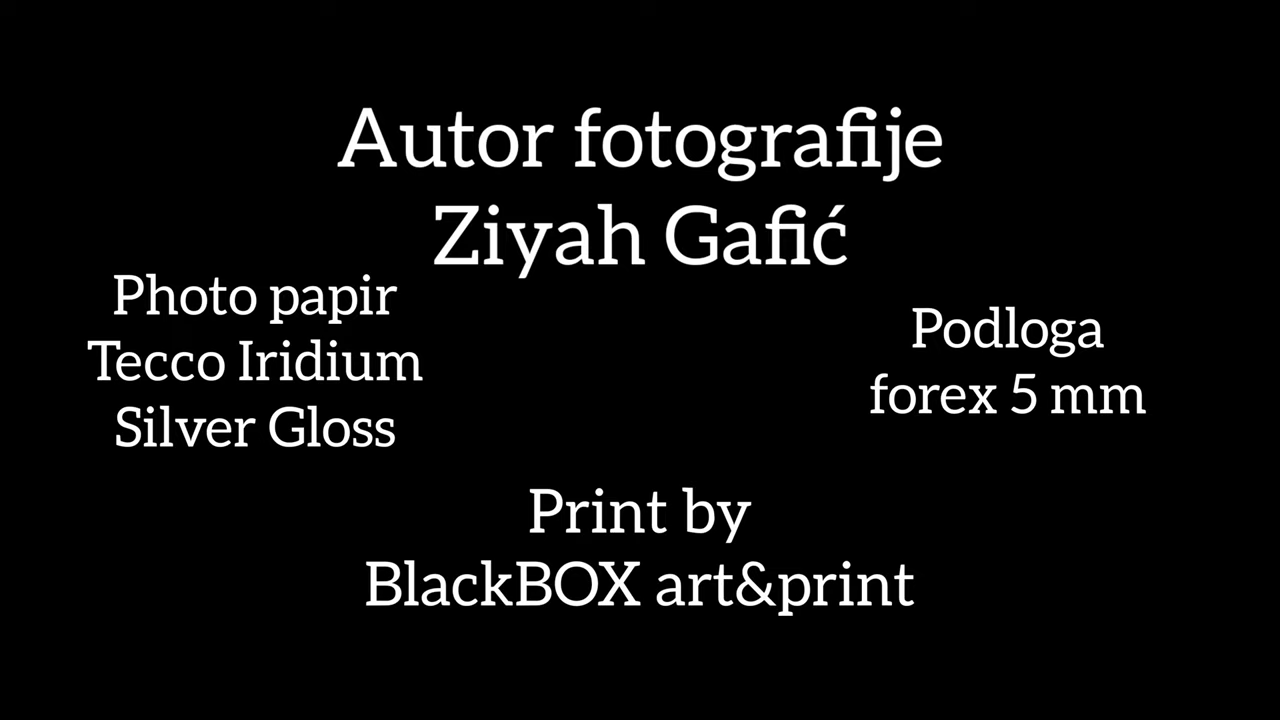 Autor fotografije
Ziyah Gafić
Photo papir
Tecco Iridium
Silver Gloss
Podloga
forex 5 mm
Print by
BlackBOX art&print